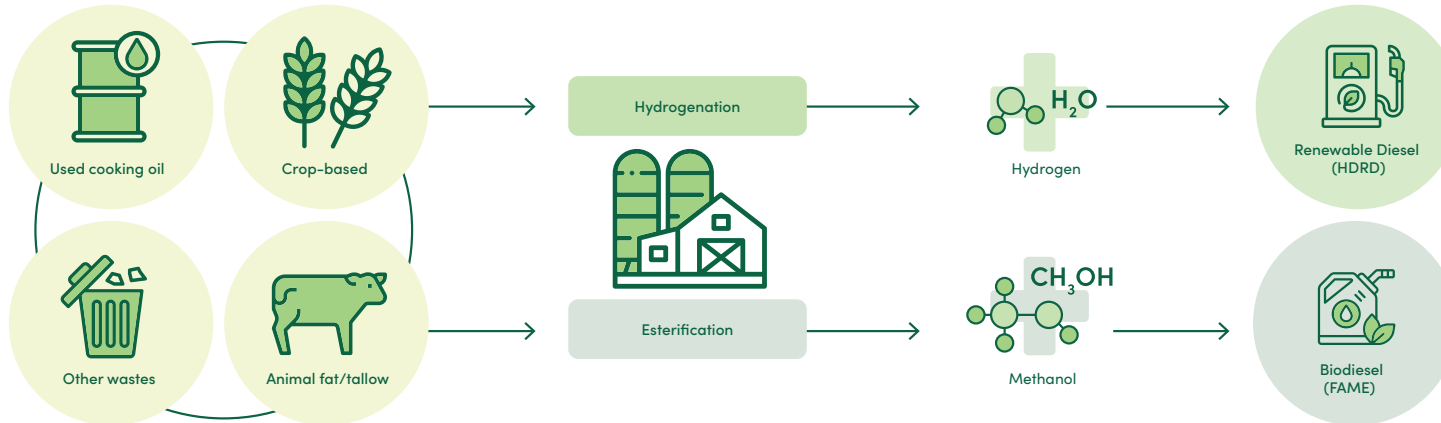 Used cooking oil
Crop-based
Other wastes
Animal fat/tallow
Hydrogenation
Esterification
H₂O
Hydrogen
CH₃OH
Methanol
Renewable Diesel
(HDRD)
Biodiesel
(FAME)